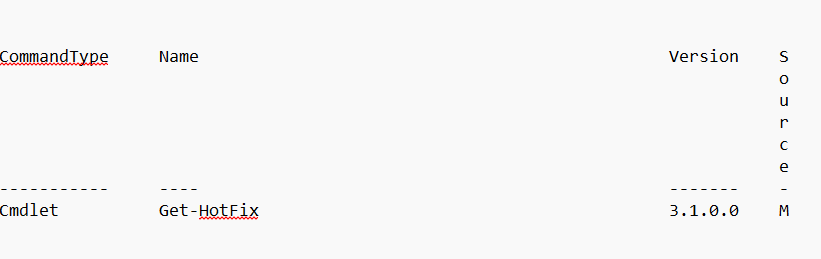 CommandType     Name                                               Version    S
                                                                              o
                                                                              u
                                                                              r
                                                                              c
                                                                              e
-----------     ----                                               -------    -
Cmdlet          Get-HotFix                                         3.1.0.0    M